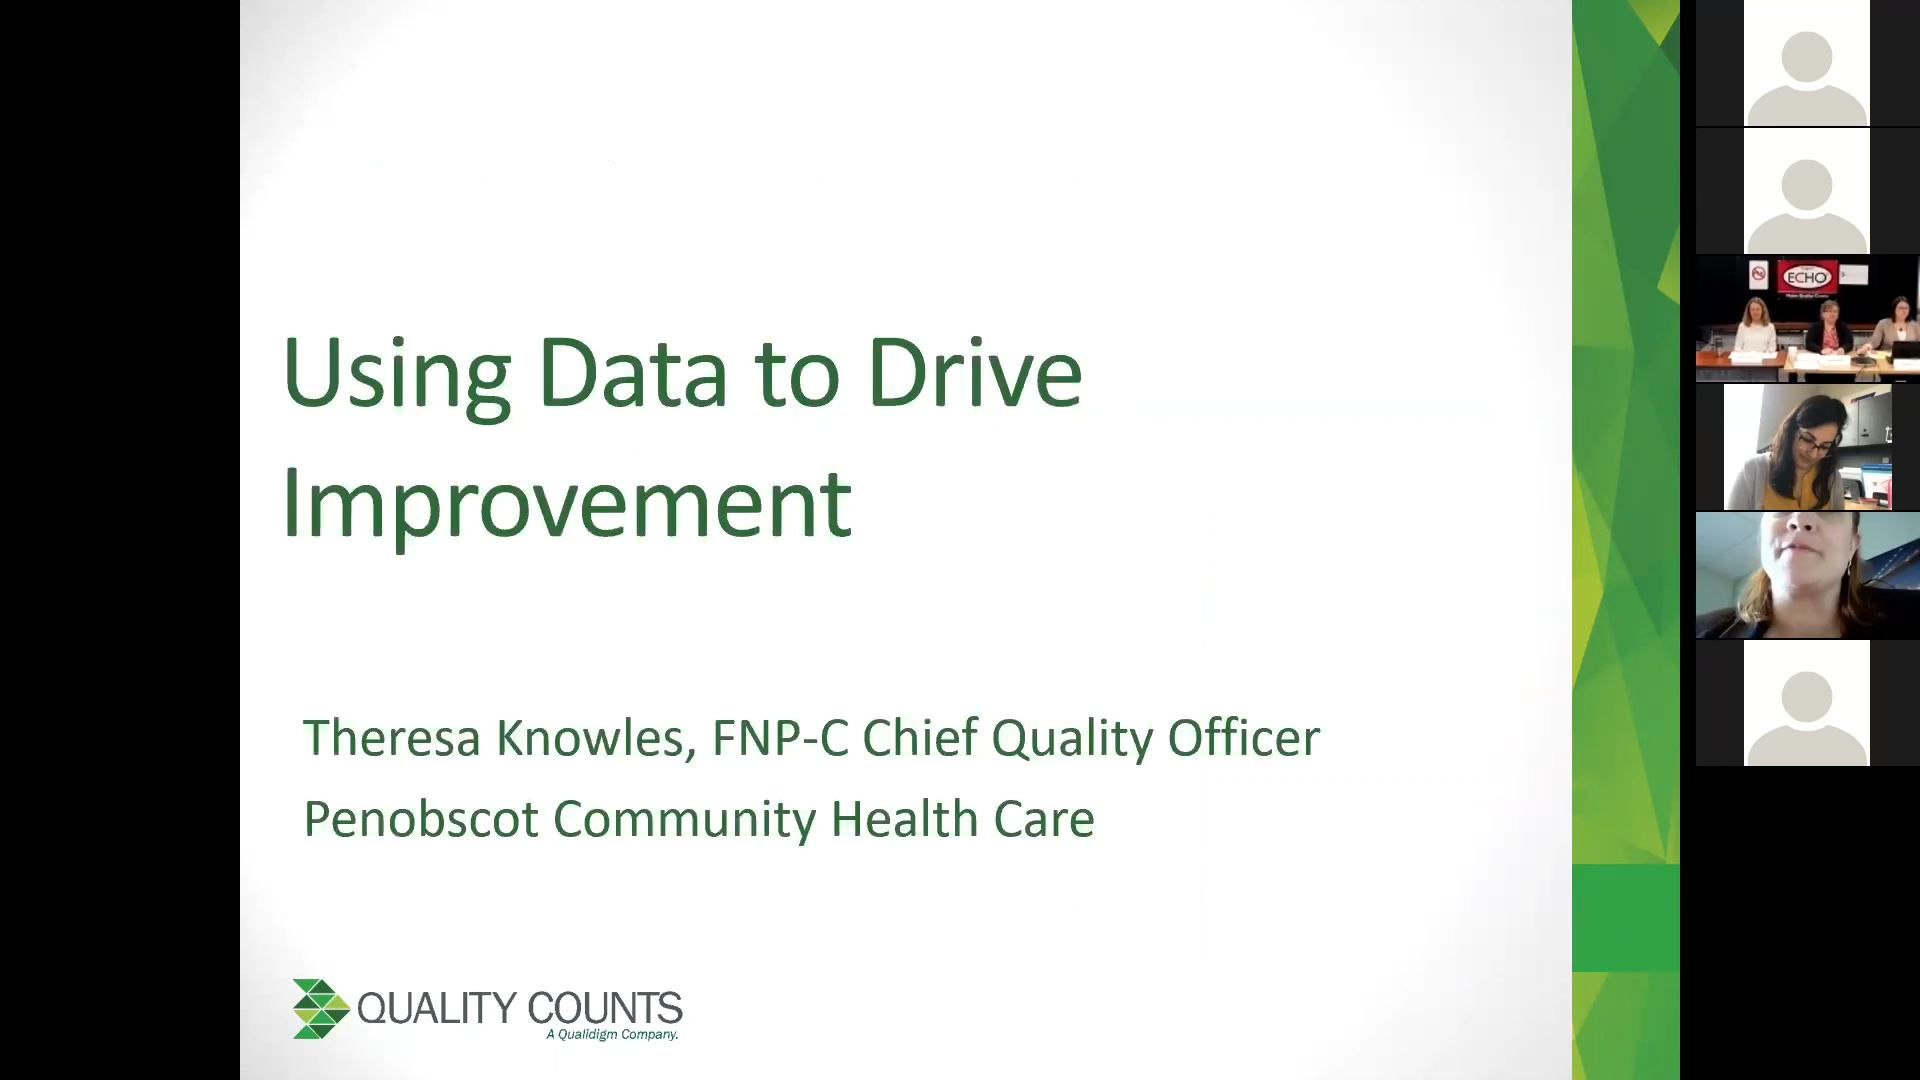 Using Data to Drive
Improvement
Theresa Knowles, FNP-C Chief Quality Officer
Penobscot Community Health Care
QUALITY COUNTS
A Qualidigm Company.
ECHO